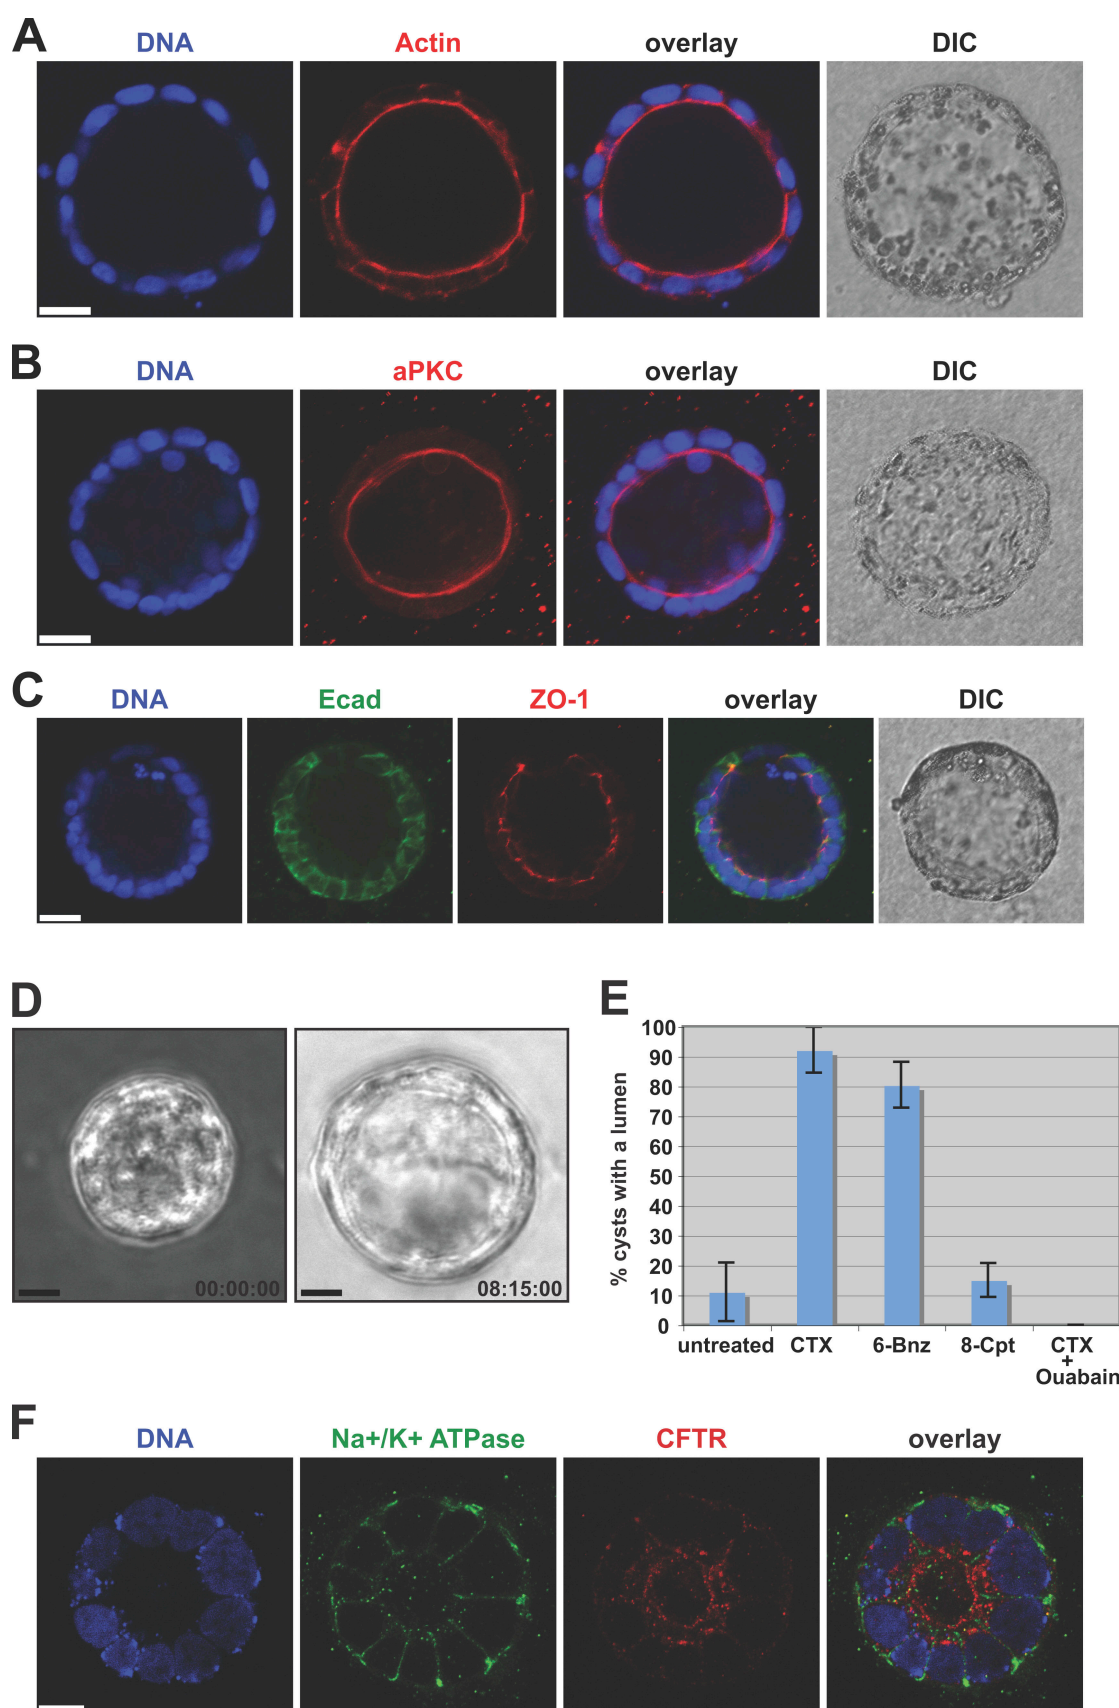 A
DNA Actin overlay DIC
B
DNA aPKC overlay DIC
C
DNA Ecad ZO-1 overlay DIC
D
00:00:00 08:15:00
E
% cysts with a lumen
100
90
80
70
60
50
40
30
20
10
0
untreated CTX 6-Bnz 8-Cpt CTX
+
Ouabain
F
DNA Na+/K+ ATPase CFTR overlay